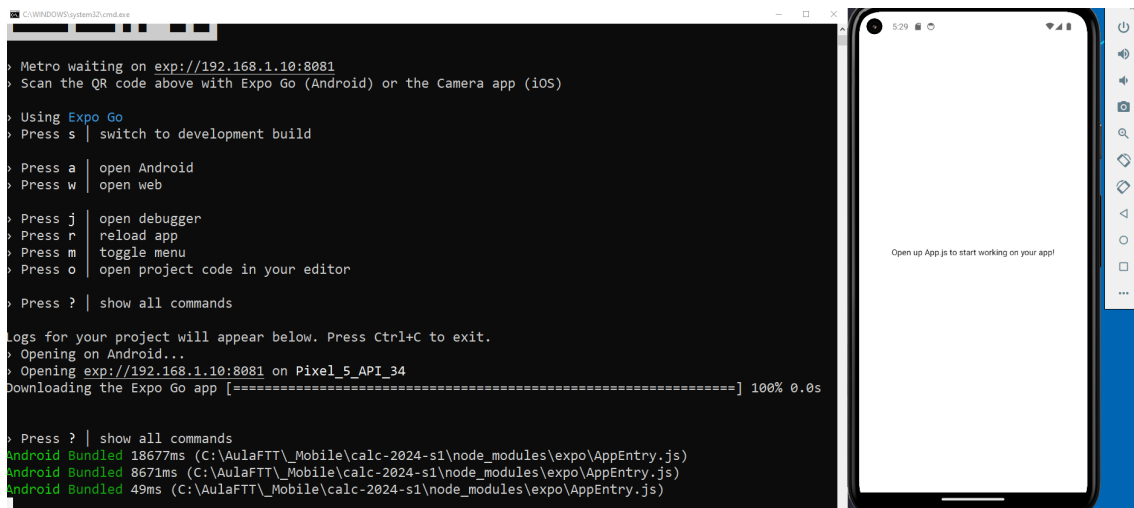 C:\WINDOWS\system32\cmd.exe
› Metro waiting on exp://192.168.1.10:8081
› Scan the QR code above with Expo Go (Android) or the Camera app (iOS)
› Using Expo Go
› Press s │ switch to development build
› Press a │ open Android
› Press w │ open web
› Press j │ open debugger
› Press r │ reload app
› Press m │ toggle menu
› Press o │ open project code in your editor
› Press ? │ show all commands
Logs for your project will appear below. Press Ctrl+C to exit.
› Opening on Android...
› Opening exp://192.168.1.10:8081 on Pixel_5_API_34
Downloading the Expo Go app [================================================================] 100% 0.0s
› Press ? │ show all commands
Android Bundled 18677ms (C:\AulaFTT\_Mobile\calc-2024-s1\node_modules\expo\AppEntry.js)
Android Bundled 8671ms (C:\AulaFTT\_Mobile\calc-2024-s1\node_modules\expo\AppEntry.js)
Android Bundled 49ms (C:\AulaFTT\_Mobile\calc-2024-s1\node_modules\expo\AppEntry.js)
5:29
Open up App.js to start working on your app!